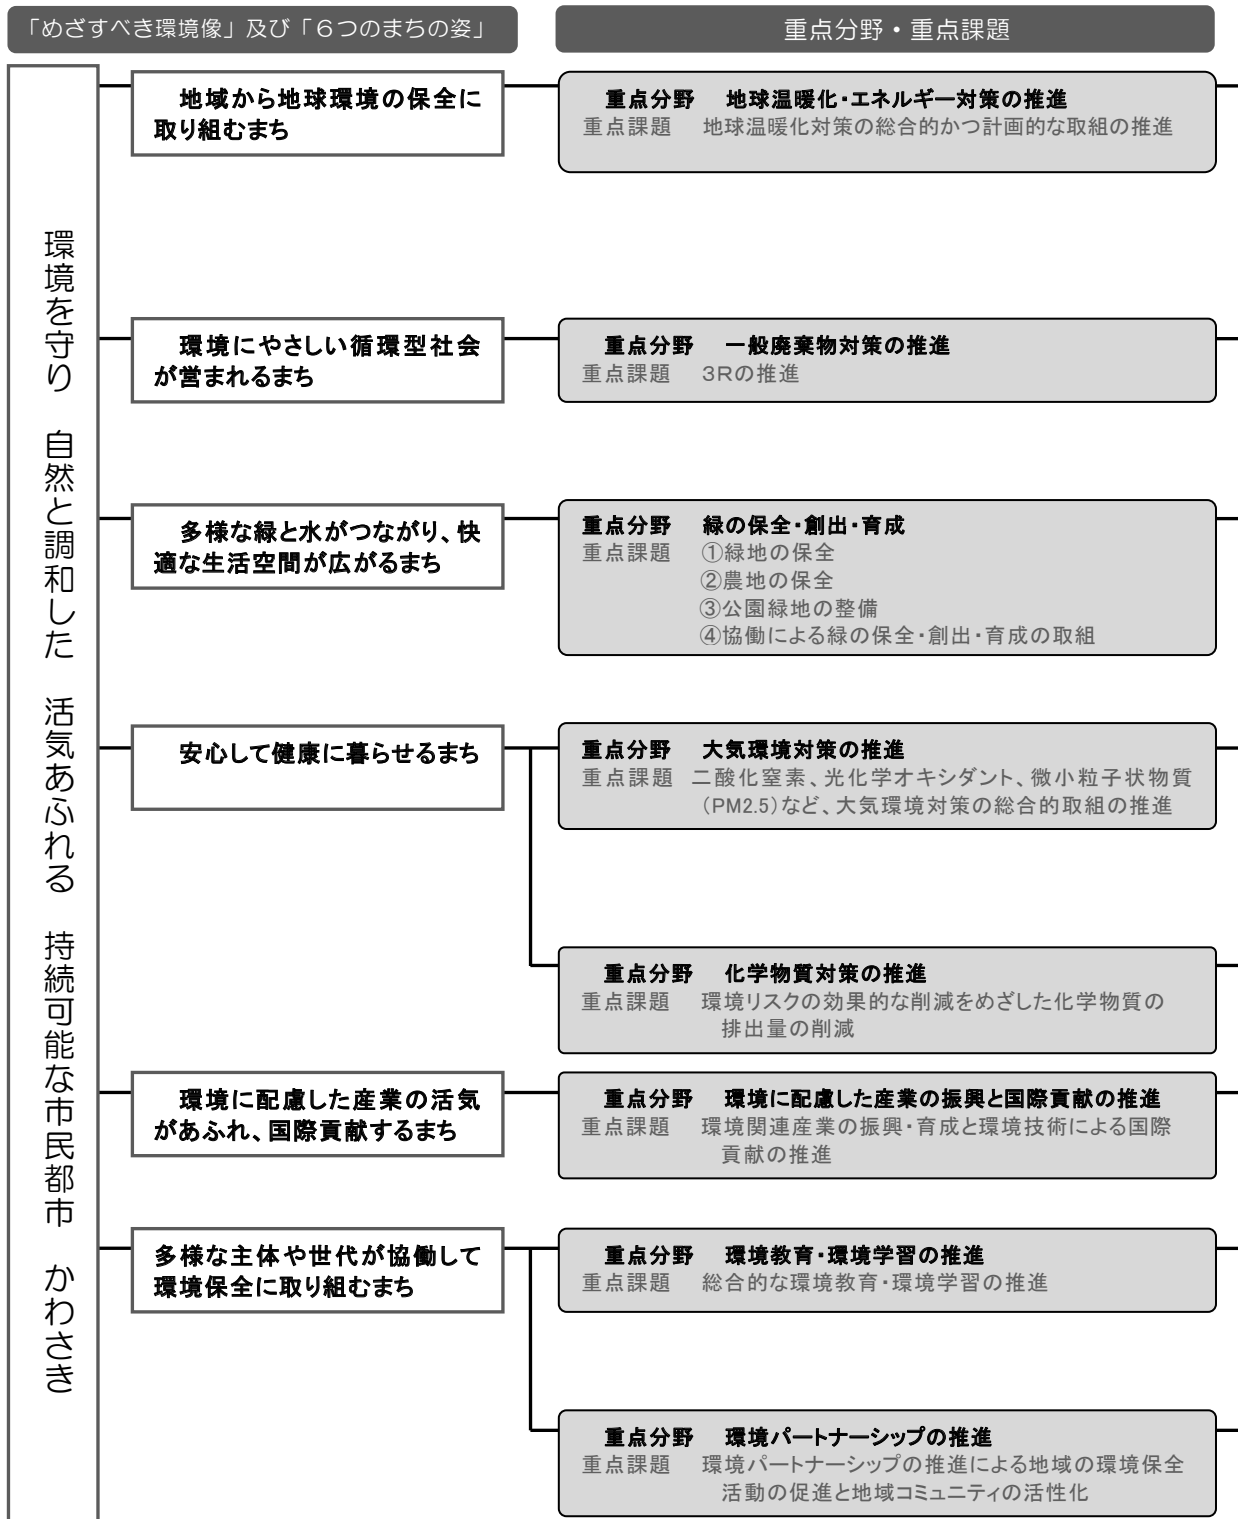 「めざすべき環境像」及び「６つのまちの姿」
重点分野・重点課題
環境を守り　自然と調和した　活気あふれる　持続可能な市民都市　かわさき
地域から地球環境の保全に
取り組むまち
重点分野　地球温暖化・エネルギー対策の推進
重点課題　地球温暖化対策の総合的かつ計画的な取組の推進
環境にやさしい循環型社会
が営まれるまち
重点分野　一般廃棄物対策の推進
重点課題　３Ｒの推進
多様な緑と水がつながり、快
適な生活空間が広がるまち
重点分野　緑の保全・創出・育成
重点課題　①緑地の保全
②農地の保全
③公園緑地の整備
④協働による緑の保全・創出・育成の取組
安心して健康に暮らせるまち
重点分野　大気環境対策の推進
重点課題　二酸化窒素、光化学オキシダント、微小粒子状物質
（PM2.5）など、大気環境対策の総合的取組の推進
重点分野　化学物質対策の推進
重点課題　環境リスクの効果的な削減をめざした化学物質の
排出量の削減
環境に配慮した産業の活気
があふれ、国際貢献するまち
重点分野　環境に配慮した産業の振興と国際貢献の推進
重点課題　環境関連産業の振興・育成と環境技術による国際
貢献の推進
多様な主体や世代が協働して
環境保全に取り組むまち
重点分野　環境教育・環境学習の推進
重点課題　総合的な環境教育・環境学習の推進
重点分野　環境パートナーシップの推進
重点課題　環境パートナーシップの推進による地域の環境保全
活動の促進と地域コミュニティの活性化